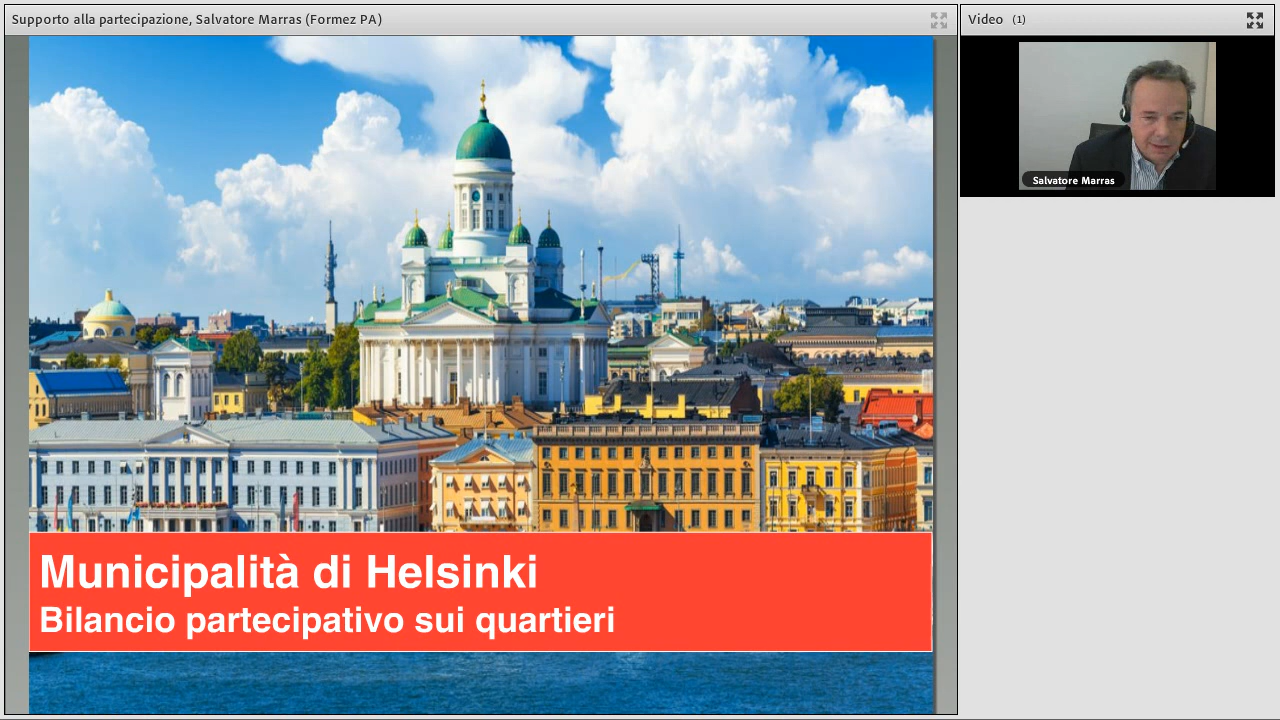 Supporto alla partecipazione, Salvatore Marras (Formez PA)
Video (1)
Salvatore Marras
Municipalità di Helsinki
Bilancio partecipativo sui quartieri